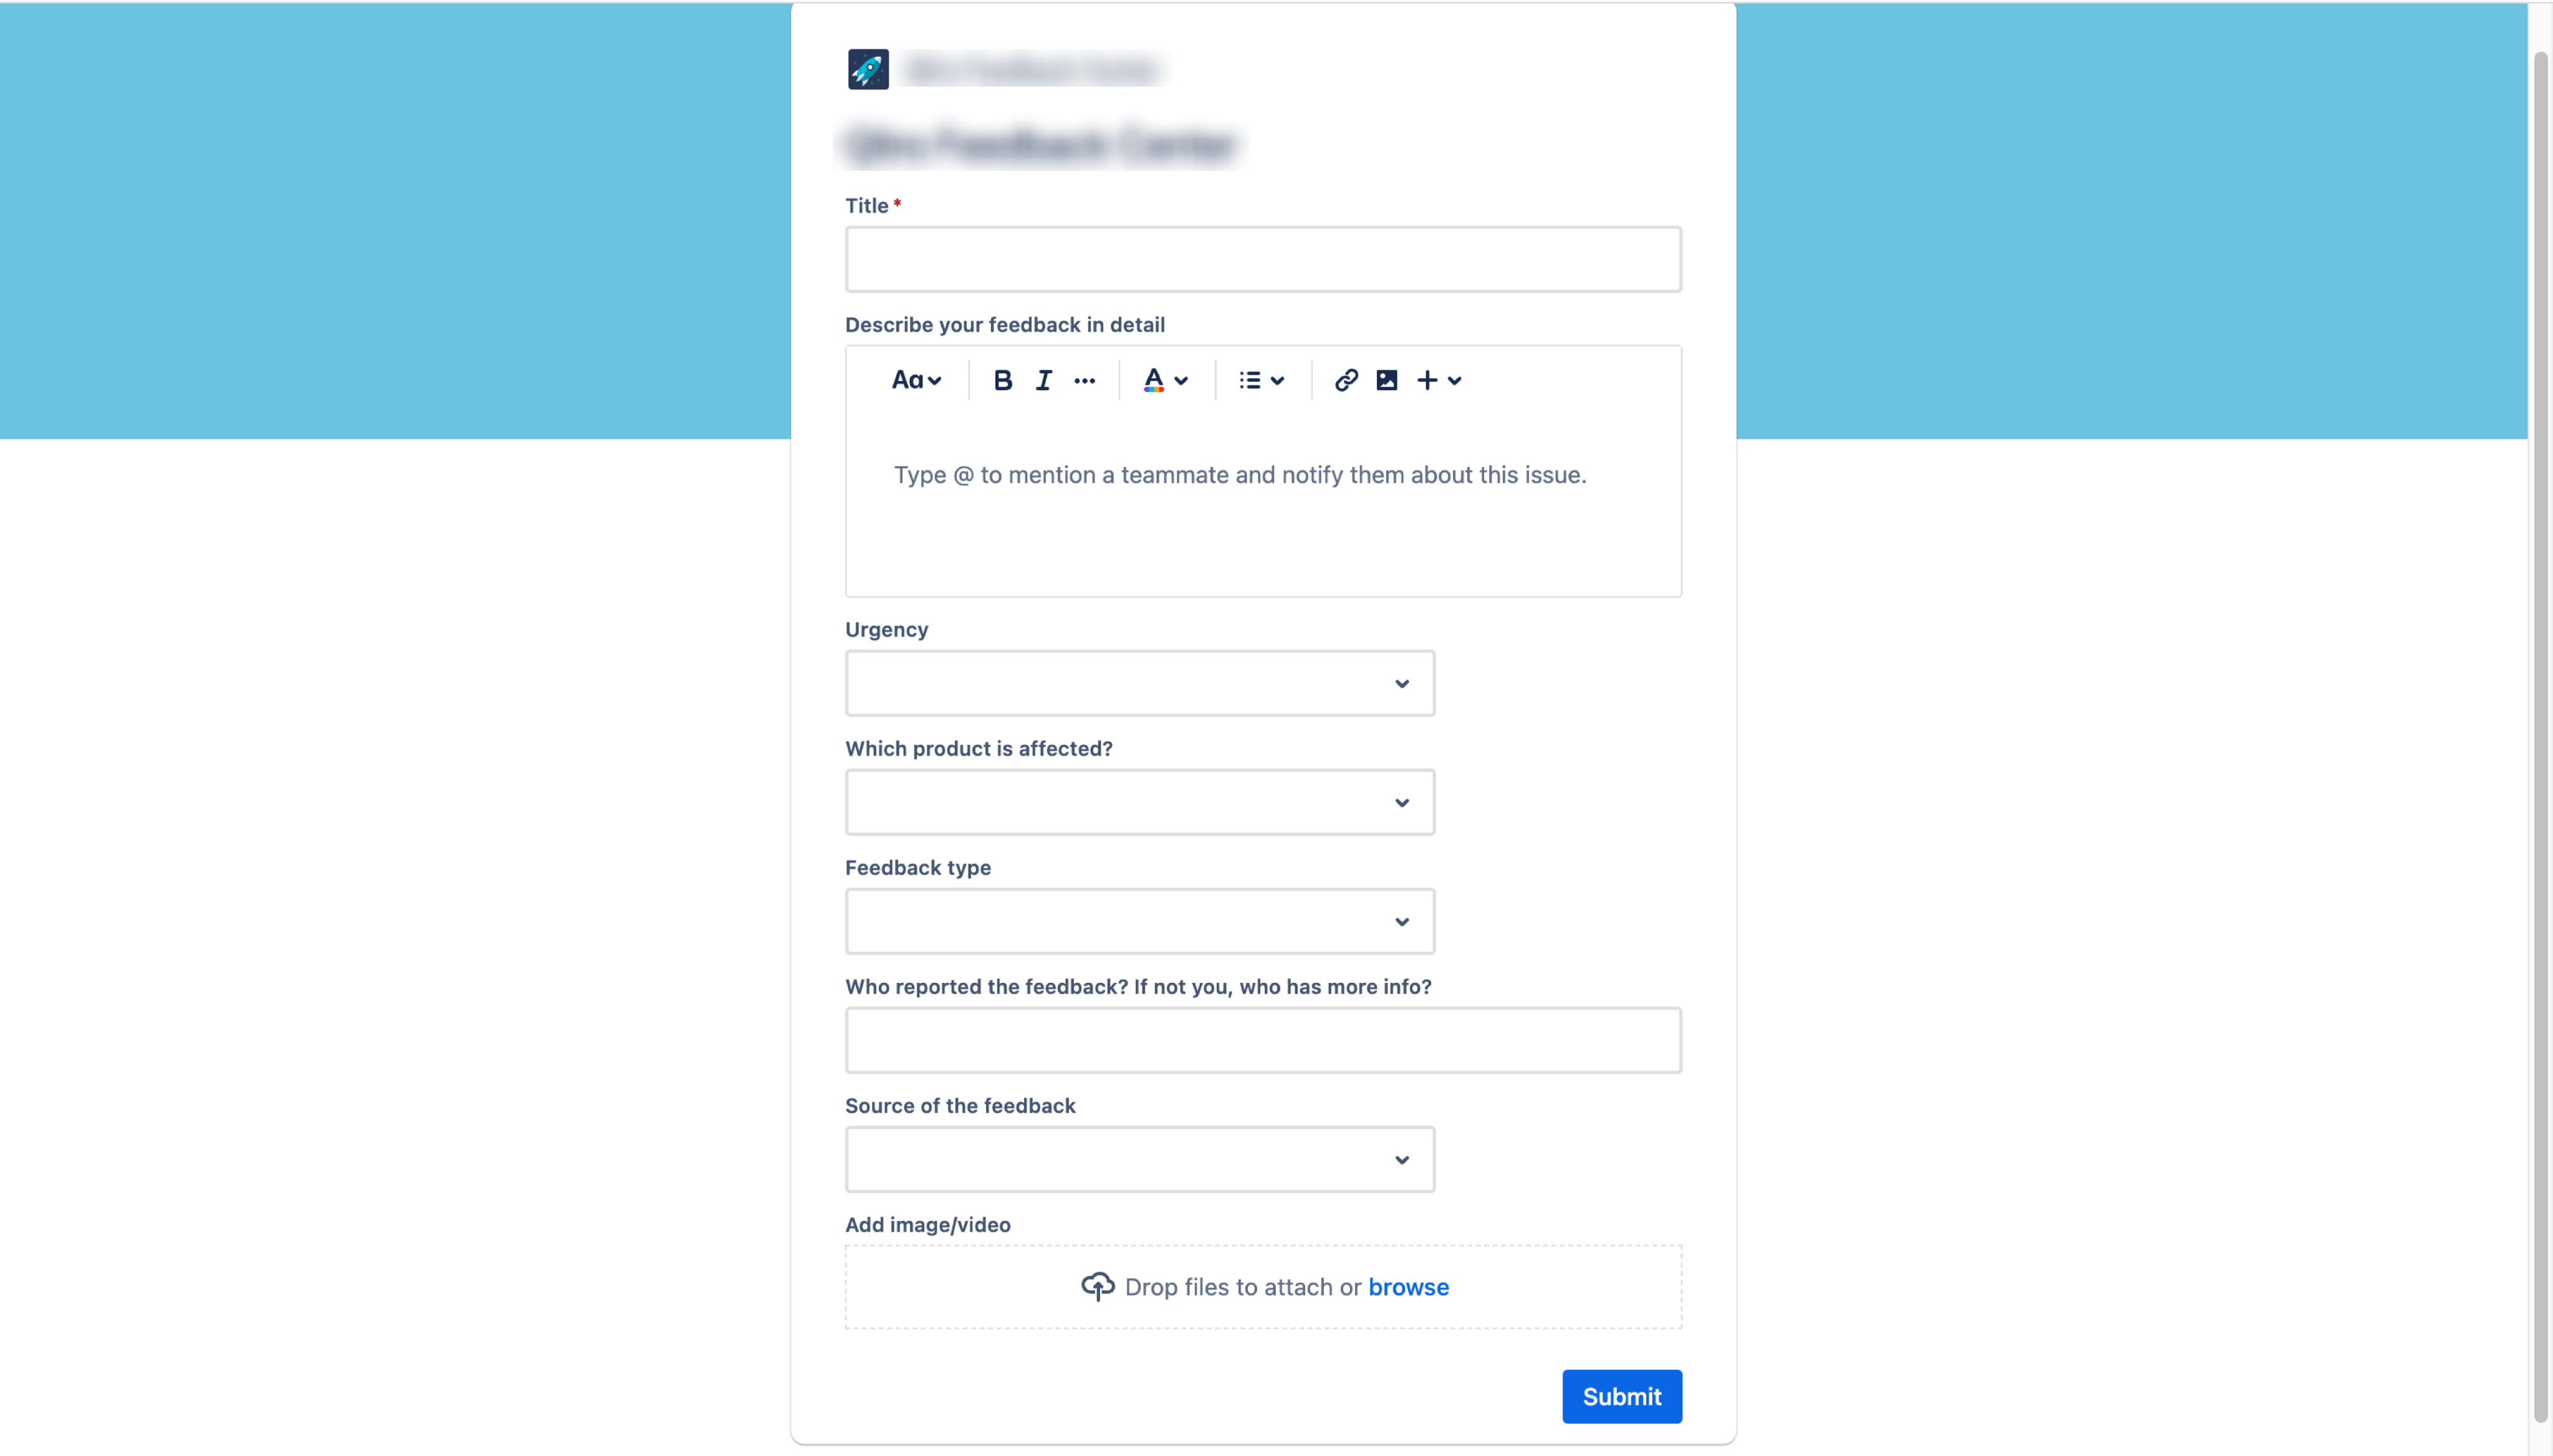 Title *
Describe your feedback in detail
Aa B I ... A
Type @ to mention a teammate and notify them about this issue.
Urgency
Which product is affected?
Feedback type
Who reported the feedback? If not you, who has more info?
Source of the feedback
Add image/video
Drop files to attach or browse
Submit